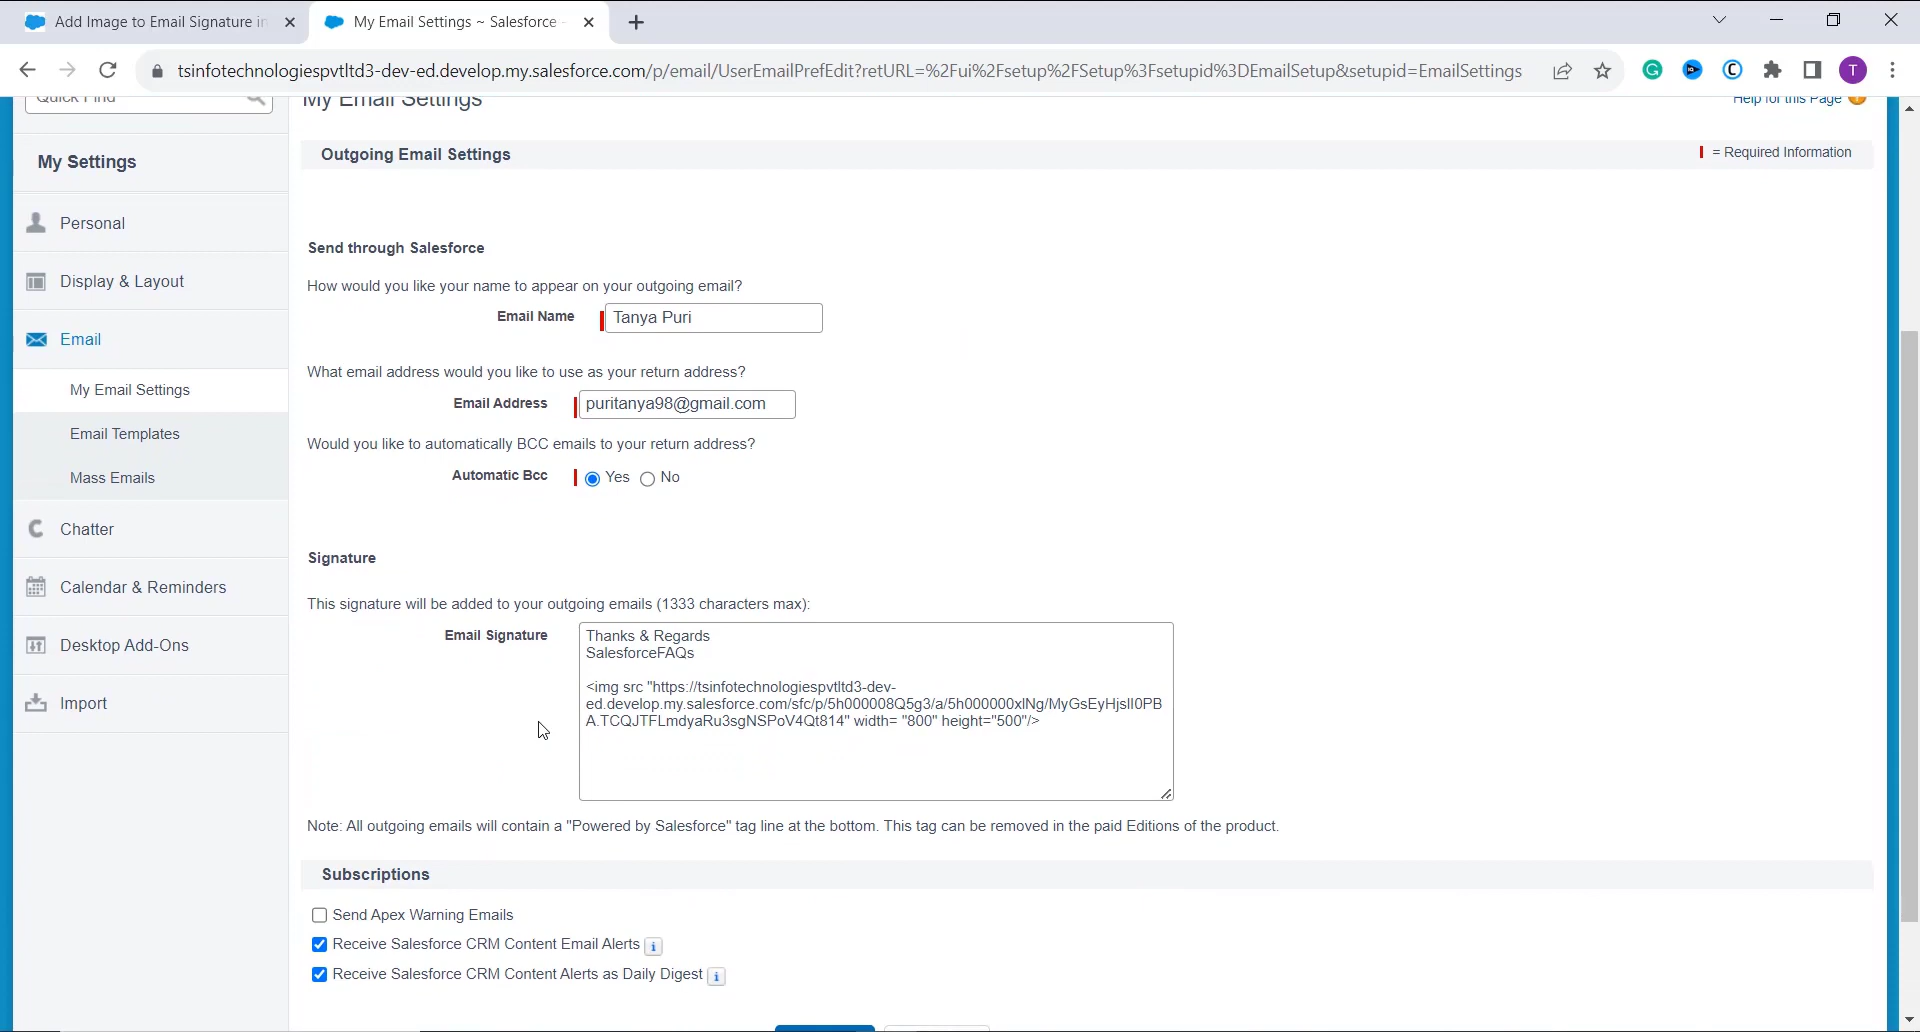 Add Image to Email Signature in
My Email Settings ~ Salesforce -
tsinfotechnologiespvtltd3-dev-ed.develop.my.salesforce.com/p/email/UserEmailPrefEdit?retURL=%2Fui%2Fsetup%2FSetup%3Fsetupid%3DEmailSetup&setupid=EmailSettings
T
Quick Find
My Email Settings
Help for this Page
My Settings
Personal
Display & Layout
Email
My Email Settings
Email Templates
Mass Emails
Chatter
Calendar & Reminders
Desktop Add-Ons
Import
Outgoing Email Settings
= Required Information
Send through Salesforce
How would you like your name to appear on your outgoing email?
Email Name
Tanya Puri
What email address would you like to use as your return address?
Email Address
puritanya98@gmail.com
Would you like to automatically BCC emails to your return address?
Automatic Bcc
Yes
No
Signature
This signature will be added to your outgoing emails (1333 characters max):
Email Signature
Thanks & Regards
SalesforceFAQs
<img src "https://tsinfotechnologiespvtltd3-dev-
ed.develop.my.salesforce.com/sfc/p/5h000008Q5g3/a/5h000000xlNg/MyGsEyHjslI0PB
A.TCQJTFLmdyaRu3sgNSPoV4Qt814" width= "800" height="500"/>
Note: All outgoing emails will contain a "Powered by Salesforce" tag line at the bottom. This tag can be removed in the paid Editions of the product.
Subscriptions
Send Apex Warning Emails
Receive Salesforce CRM Content Email Alerts
Receive Salesforce CRM Content Alerts as Daily Digest